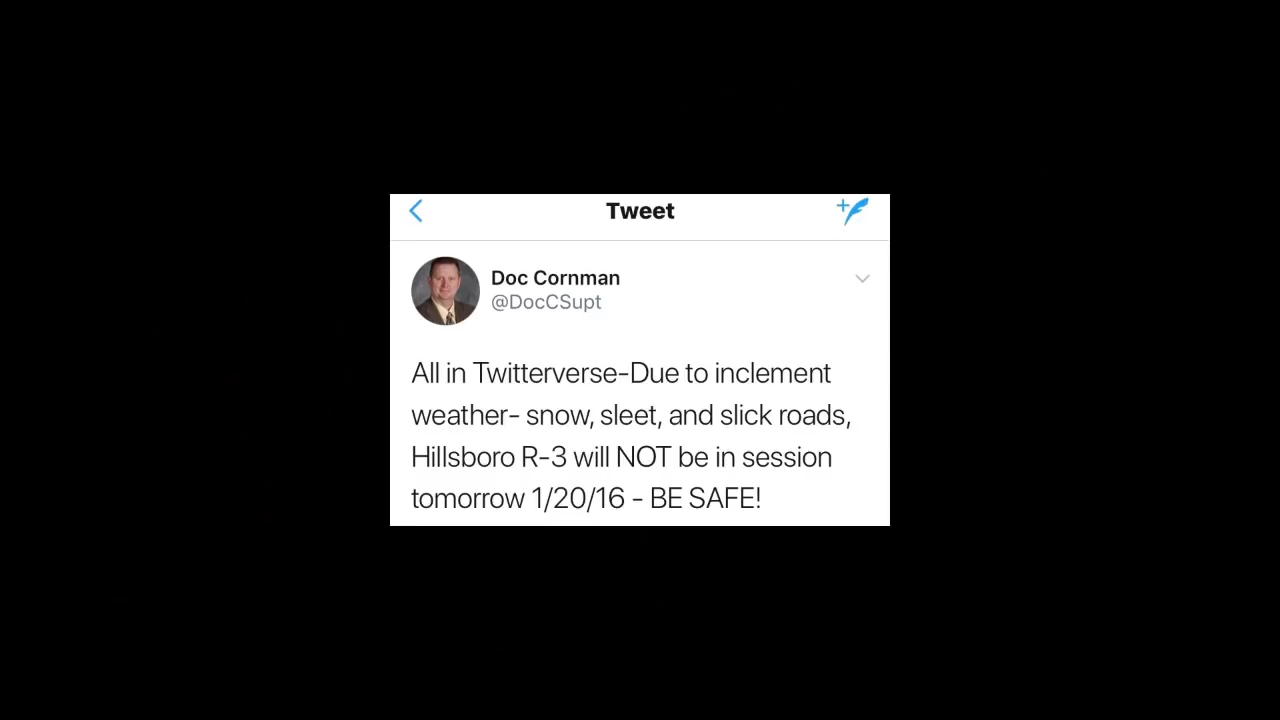 Tweet
Doc Cornman
@DocCSupt
All in Twitterverse-Due to inclement
weather- snow, sleet, and slick roads,
Hillsboro R-3 will NOT be in session
tomorrow 1/20/16 - BE SAFE!